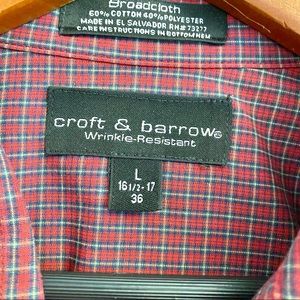 Broadcloth
60% COTTON 40% POLYESTER
MADE IN EL SALVADOR RN#73277
CARE INSTRUCTIONS IN BOTTOM HEM
croft & barrow®
Wrinkle-Resistant
L
16 1/2 - 17
36